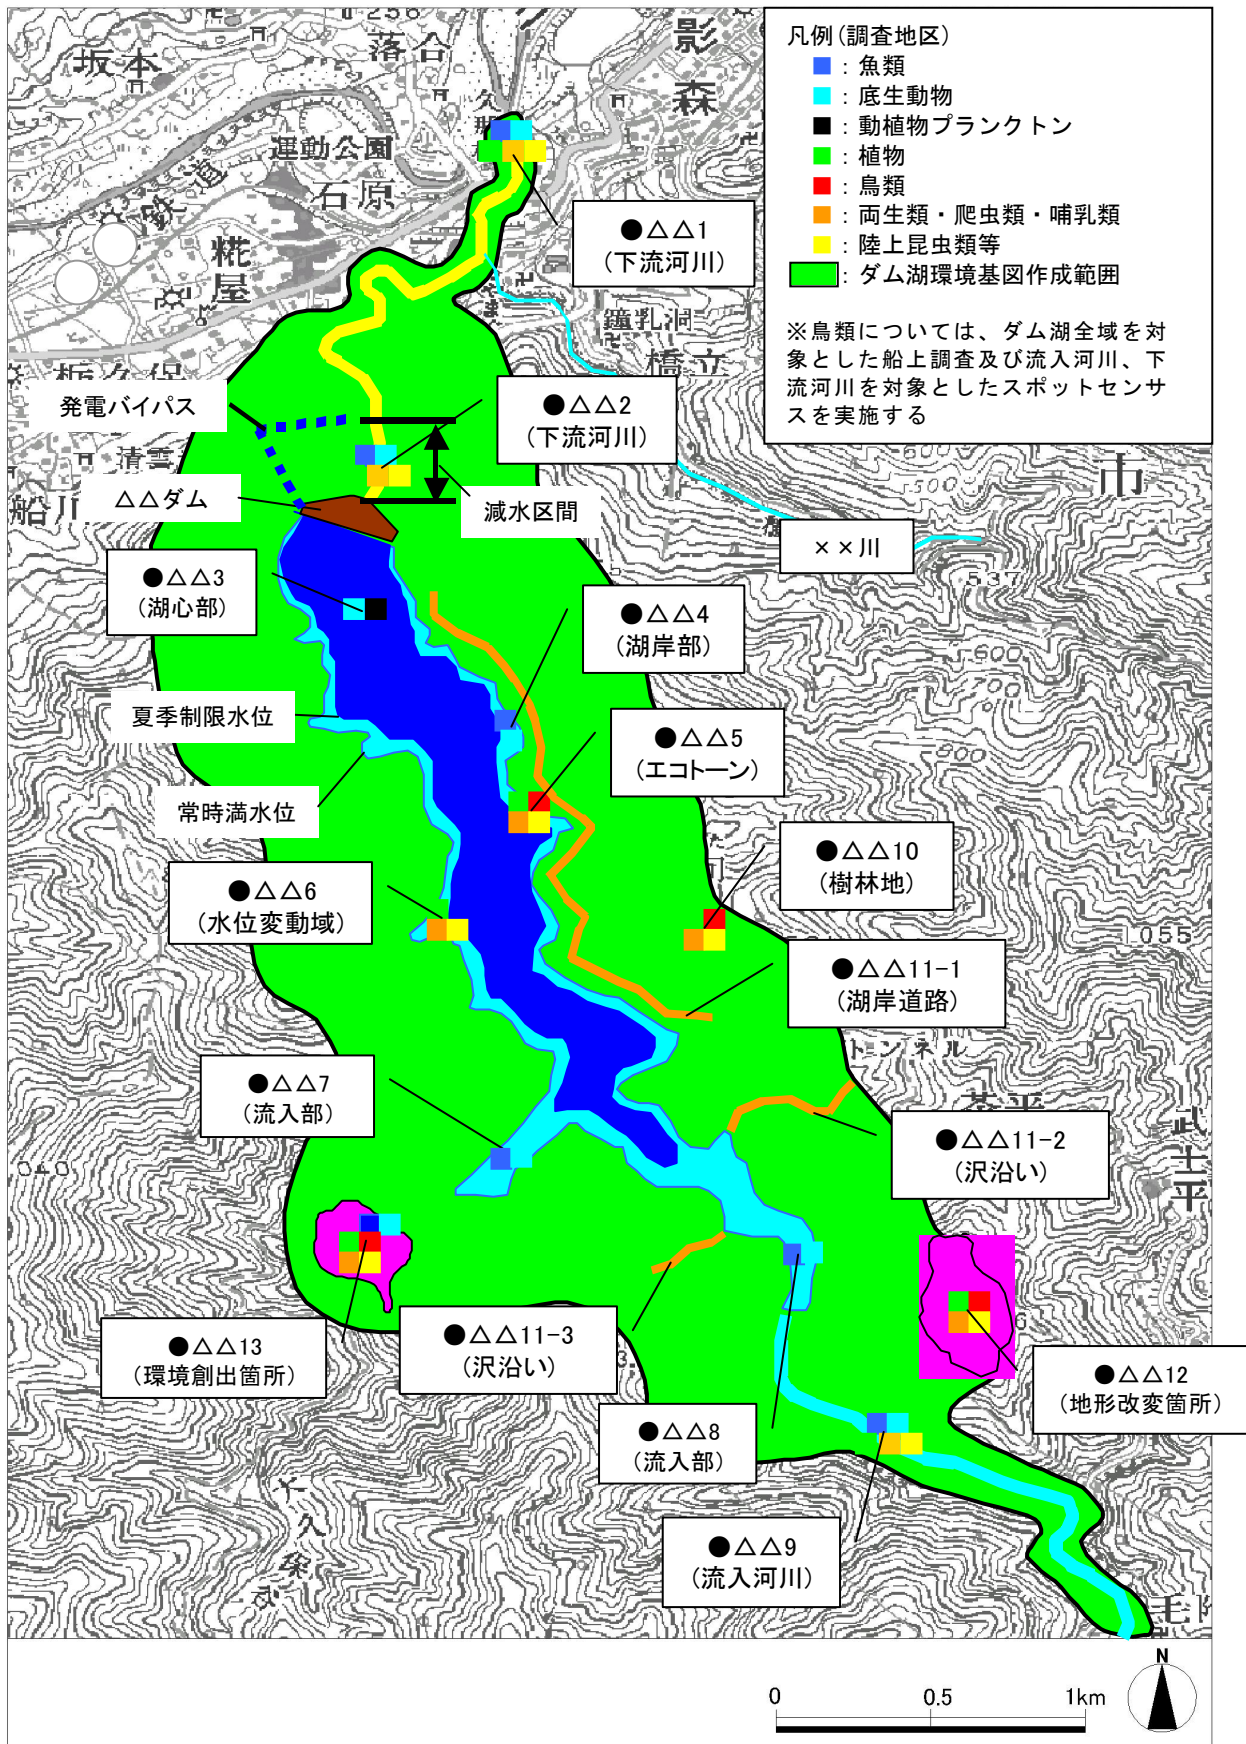 256
落合
影
森
坂本
運動公園
石原
鉄
道
糀
屋
鐘乳洞
橋立
船川
市
537
600
900
1055
トンネル
武
士
平
久
毛
凡例(調査地区)
：魚類
：底生動物
：動植物プランクトン
：植物
：鳥類
：両生類・爬虫類・哺乳類
：陸上昆虫類等
：ダム湖環境基図作成範囲
※鳥類については、ダム湖全域を対
象とした船上調査及び流入河川、下
流河川を対象としたスポットセンサ
スを実施する
●△△1
(下流河川)
発電バイパス
●△△2
(下流河川)
△△ダム
減水区間
××川
●△△3
(湖心部)
●△△4
(湖岸部)
夏季制限水位
●△△5
(エコトーン)
常時満水位
●△△10
(樹林地)
●△△6
(水位変動域)
●△△11-1
(湖岸道路)
●△△7
(流入部)
●△△11-2
(沢沿い)
●△△13
(環境創出箇所)
●△△11-3
(沢沿い)
●△△12
(地形改変箇所)
●△△8
(流入部)
●△△9
(流入河川)
N
0 0.5 1km